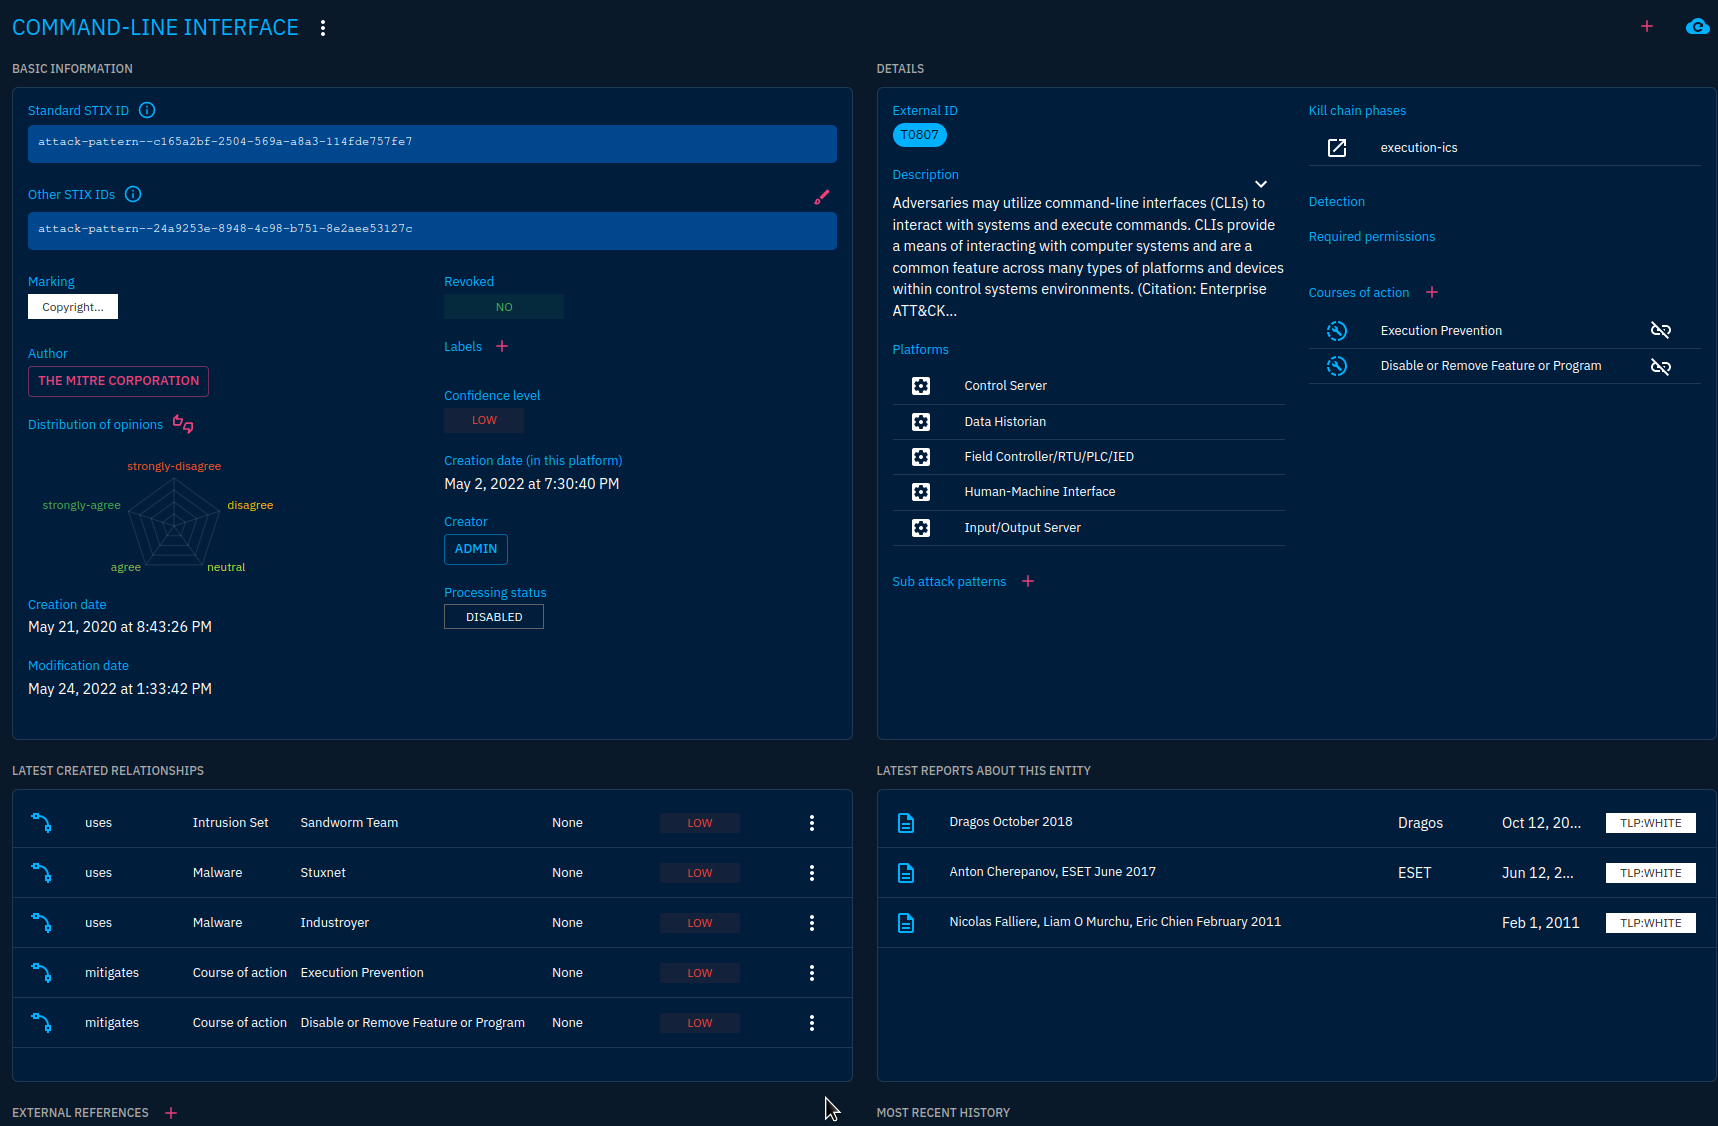 COMMAND-LINE INTERFACE
BASIC INFORMATION
Standard STIX ID
attack-pattern--c165a2bf-2504-569a-a8a3-114fde757fe7
Other STIX IDs
attack-pattern--24a9253e-8948-4c98-b751-8e2aee53127c
Marking
Copyright...
Author
THE MITRE CORPORATION
Distribution of opinions
strongly-disagree
strongly-agree
disagree
agree
neutral
Creation date
May 21, 2020 at 8:43:26 PM
Modification date
May 24, 2022 at 1:33:42 PM
Revoked
NO
Labels
Confidence level
LOW
Creation date (in this platform)
May 2, 2022 at 7:30:40 PM
Creator
ADMIN
Processing status
DISABLED
DETAILS
External ID
T0807
Description
Adversaries may utilize command-line interfaces (CLIs) to
interact with systems and execute commands. CLIs provide
a means of interacting with computer systems and are a
common feature across many types of platforms and devices
within control systems environments. (Citation: Enterprise
ATT&CK...
Platforms
Control Server
Data Historian
Field Controller/RTU/PLC/IED
Human-Machine Interface
Input/Output Server
Sub attack patterns
Kill chain phases
execution-ics
Detection
Required permissions
Courses of action
Execution Prevention
Disable or Remove Feature or Program
LATEST CREATED RELATIONSHIPS
uses Intrusion Set Sandworm Team None LOW
uses Malware Stuxnet None LOW
uses Malware Industroyer None LOW
mitigates Course of action Execution Prevention None LOW
mitigates Course of action Disable or Remove Feature or Program None LOW
LATEST REPORTS ABOUT THIS ENTITY
Dragos October 2018 Dragos Oct 12, 20... TLP:WHITE
Anton Cherepanov, ESET June 2017 ESET Jun 12, 2... TLP:WHITE
Nicolas Falliere, Liam O Murchu, Eric Chien February 2011 Feb 1, 2011 TLP:WHITE
EXTERNAL REFERENCES
MOST RECENT HISTORY